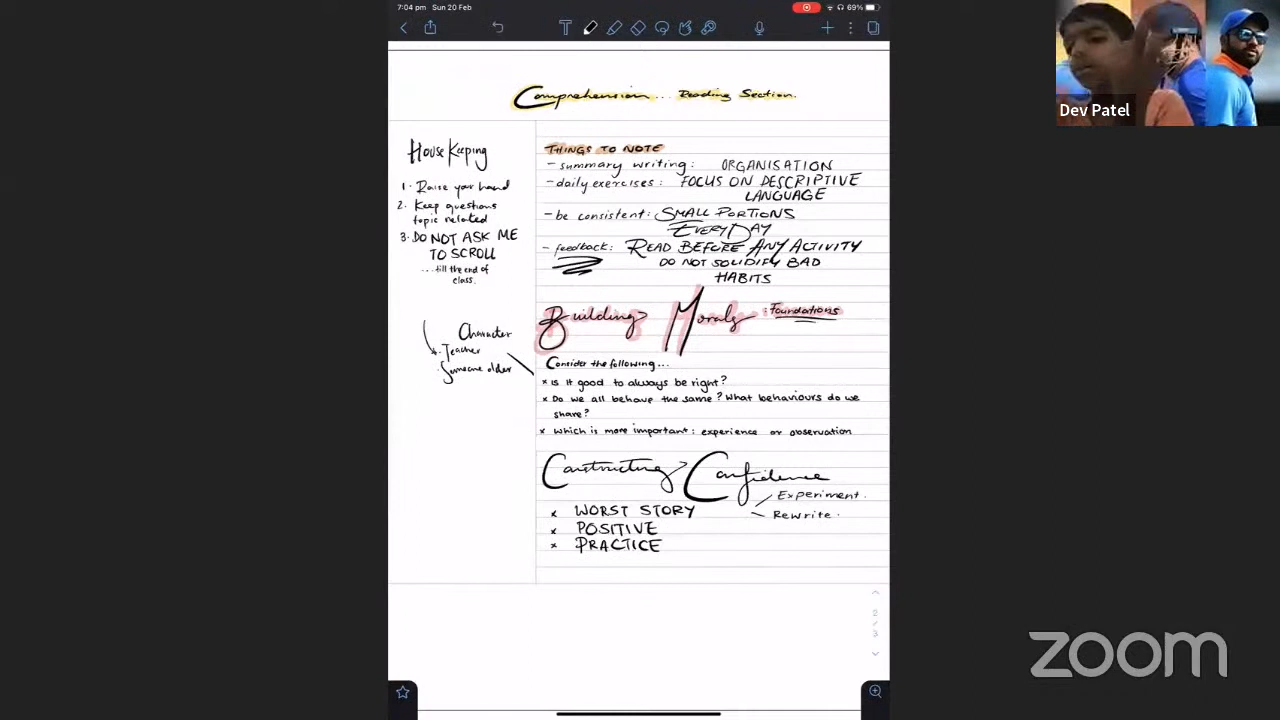 7:04 pm Sun 20 Feb
69%
Comprehension... Reading Section.
House Keeping
1. Raise your hand
2. Keep questions
topic related
3. DO NOT ASK ME
TO SCROLL
...till the end of
class.
Character
Teacher
Someone older
THINGS TO NOTE
- summary writing: ORGANISATION
- daily exercises: FOCUS ON DESCRIPTIVE
LANGUAGE
- be consistent: SMALL PORTIONS
EVERY DAY
- feedback: READ BEFORE ANY ACTIVITY
DO NOT SOLIDIFY BAD
HABITS
Building Morals: Foundations
Consider the following...
× Is it good to always be right?
× Do we all behave the same? What behaviours do we
share?
× Which is more important: experience or observation
Constructing Confidence
Experiment.
Rewrite.
× WORST STORY
× POSITIVE
× PRACTICE
2
/
3
Dev Patel
zoom